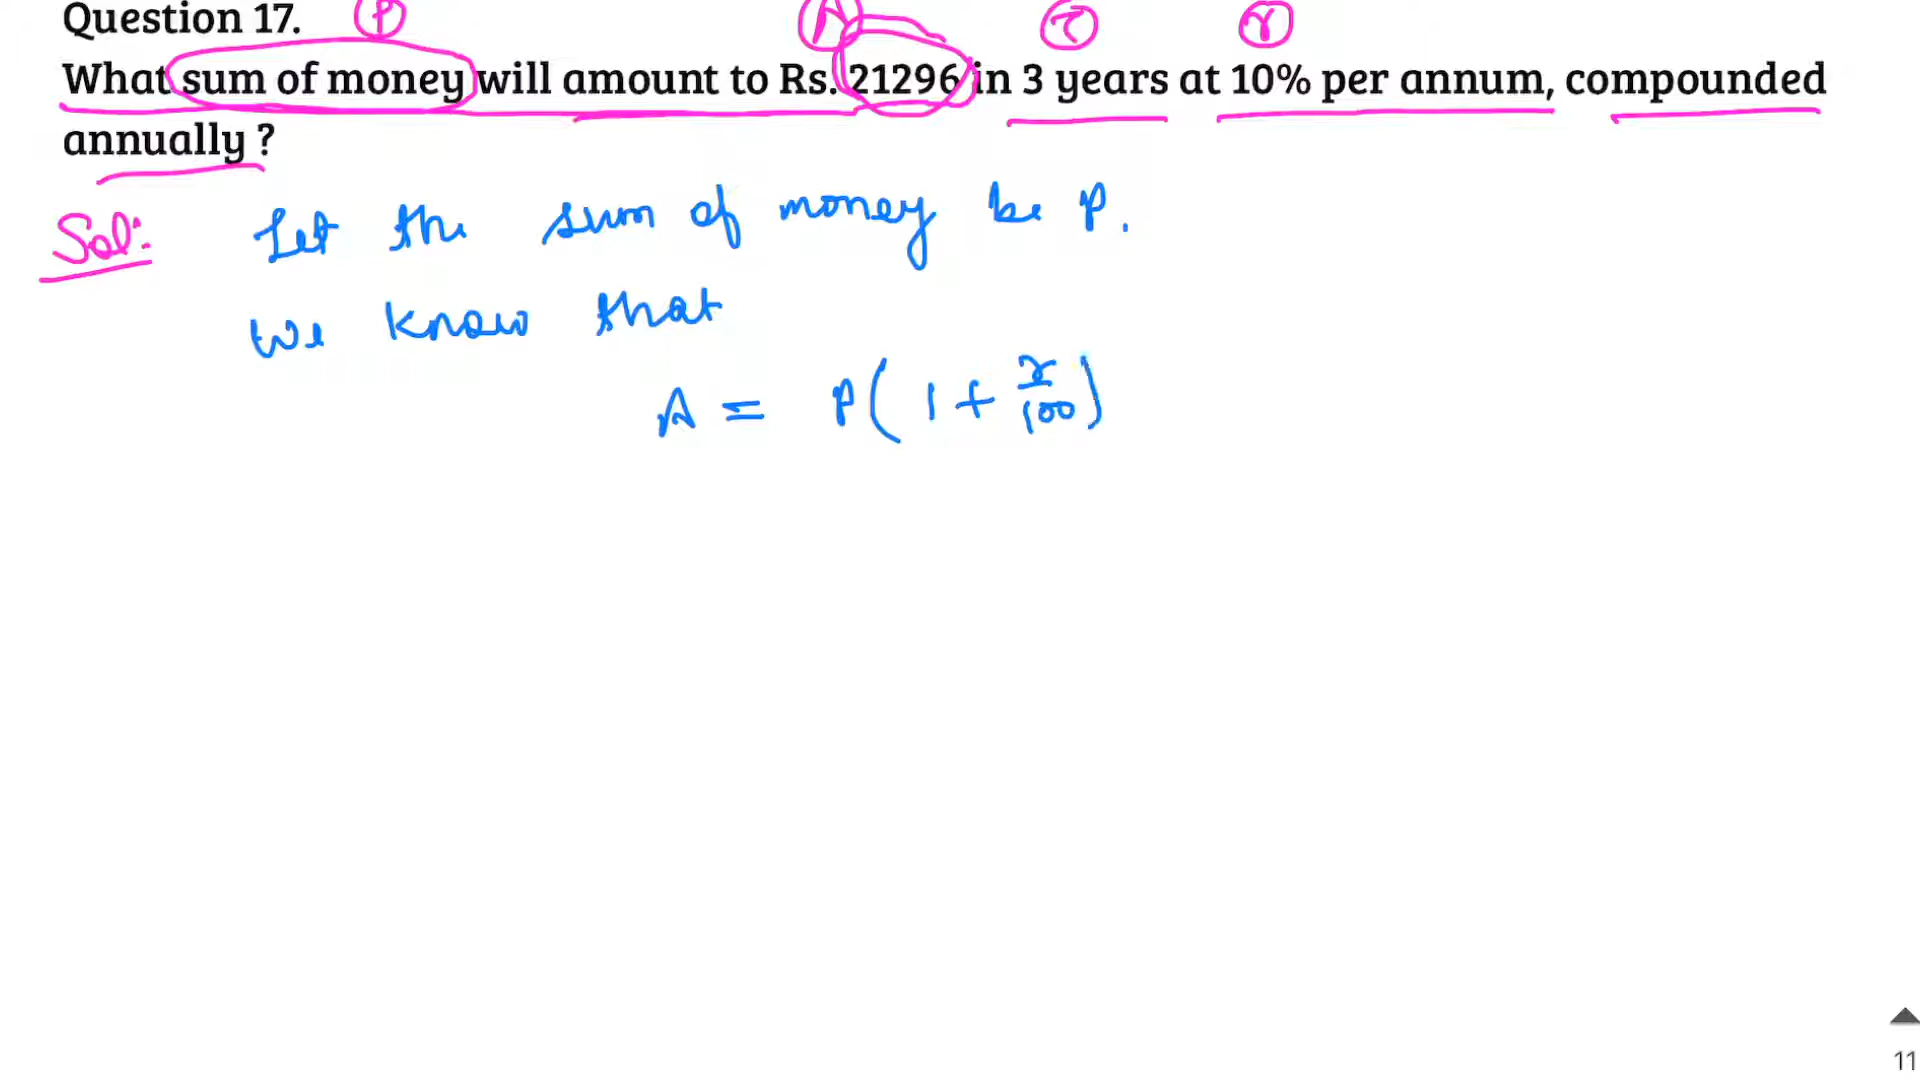 Question 17. P A T r
What sum of money will amount to Rs. 21296 in 3 years at 10% per annum, compounded
annually ?
Sol: Let the sum of money be P.
We know that
A = P( 1 + r/100 )
11